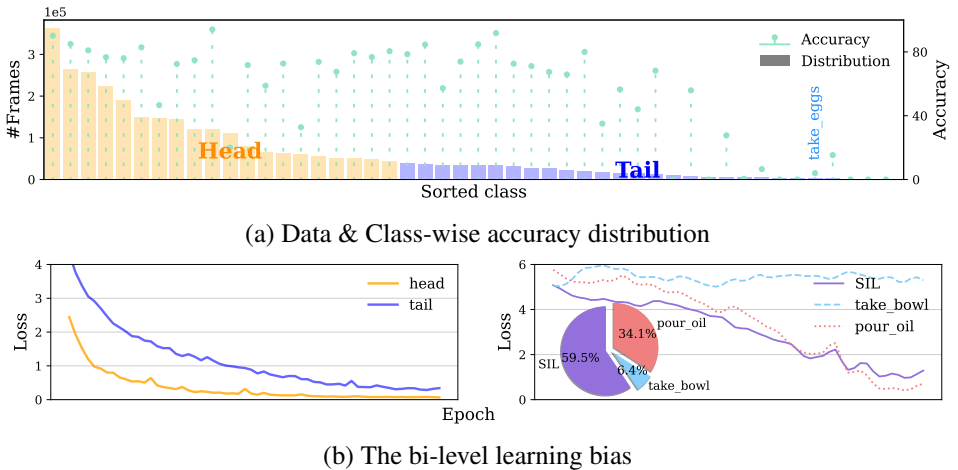 1e5
3
2
1
0
#Frames
Head
Tail
take_eggs
Accuracy
Distribution
80
40
0
Accuracy
Sorted class
(a) Data & Class-wise accuracy distribution
4
3
2
1
0
Loss
head
tail
6
4
2
0
Loss
SIL
take_bowl
pour_oil
34.1%
pour_oil
59.5%
SIL
6.4%
take_bowl
Epoch
(b) The bi-level learning bias